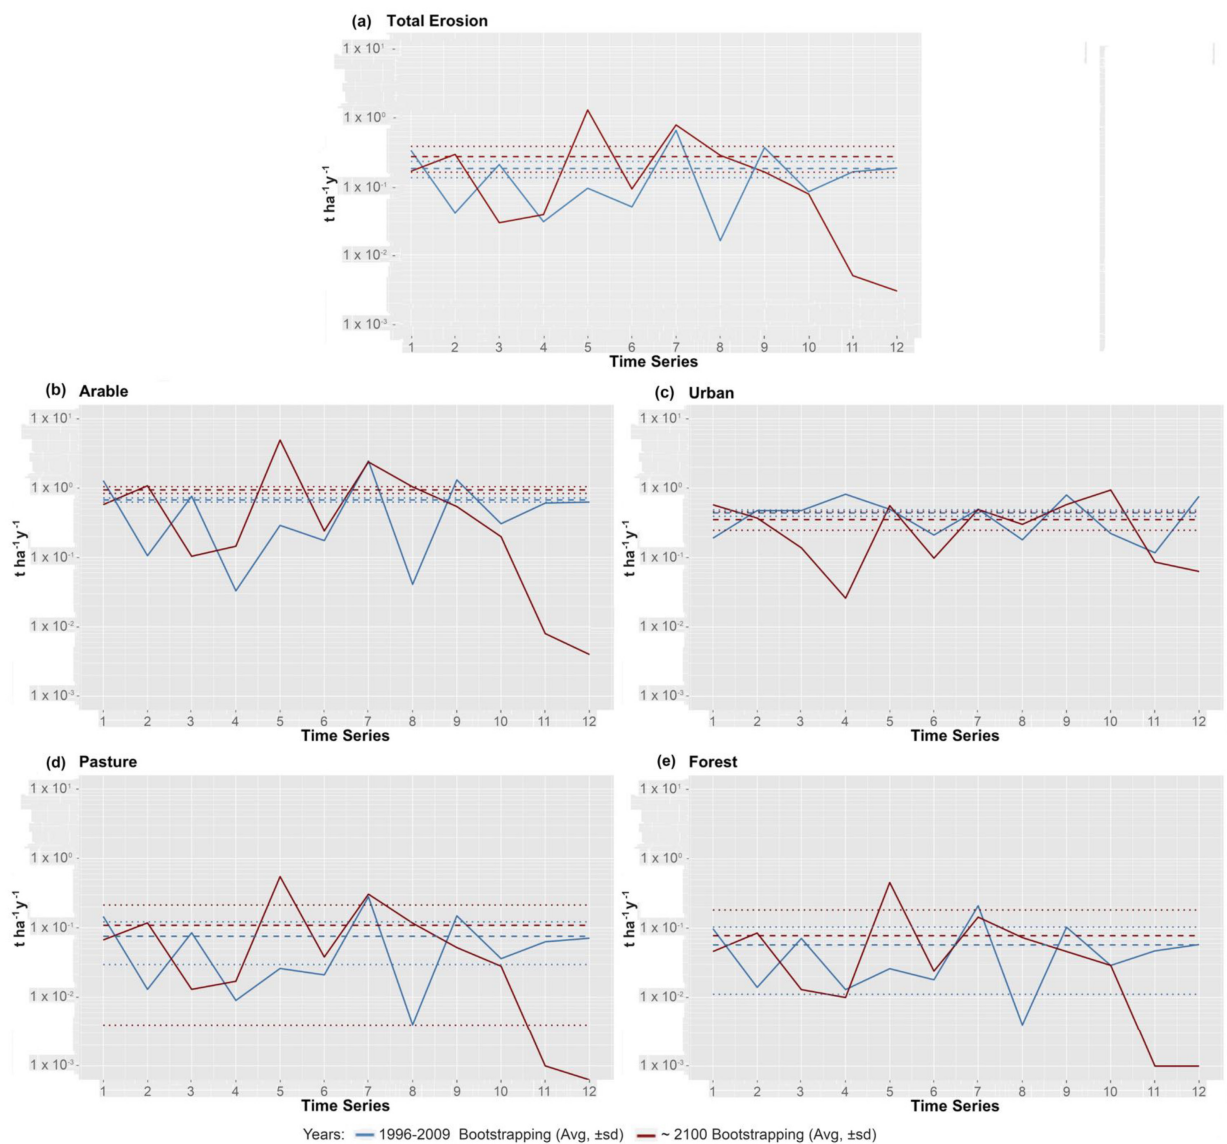 (a) Total Erosion
1 x 10¹
1 x 10⁰
1 x 10⁻¹
1 x 10⁻²
1 x 10⁻³
t ha⁻¹y⁻¹
1 2 3 4 5 6 7 8 9 10 11 12
Time Series
(b) Arable
1 x 10¹
1 x 10⁰
1 x 10⁻¹
1 x 10⁻²
1 x 10⁻³
t ha⁻¹y⁻¹
1 2 3 4 5 6 7 8 9 10 11 12
Time Series
(c) Urban
1 x 10¹
1 x 10⁰
1 x 10⁻¹
1 x 10⁻²
1 x 10⁻³
t ha⁻¹y⁻¹
1 2 3 4 5 6 7 8 9 10 11 12
Time Series
(d) Pasture
1 x 10¹
1 x 10⁰
1 x 10⁻¹
1 x 10⁻²
1 x 10⁻³
t ha⁻¹y⁻¹
1 2 3 4 5 6 7 8 9 10 11 12
Time Series
(e) Forest
1 x 10¹
1 x 10⁰
1 x 10⁻¹
1 x 10⁻²
1 x 10⁻³
t ha⁻¹y⁻¹
1 2 3 4 5 6 7 8 9 10 11 12
Time Series
Years: 1996-2009 Bootstrapping (Avg, ±sd) ~ 2100 Bootstrapping (Avg, ±sd)